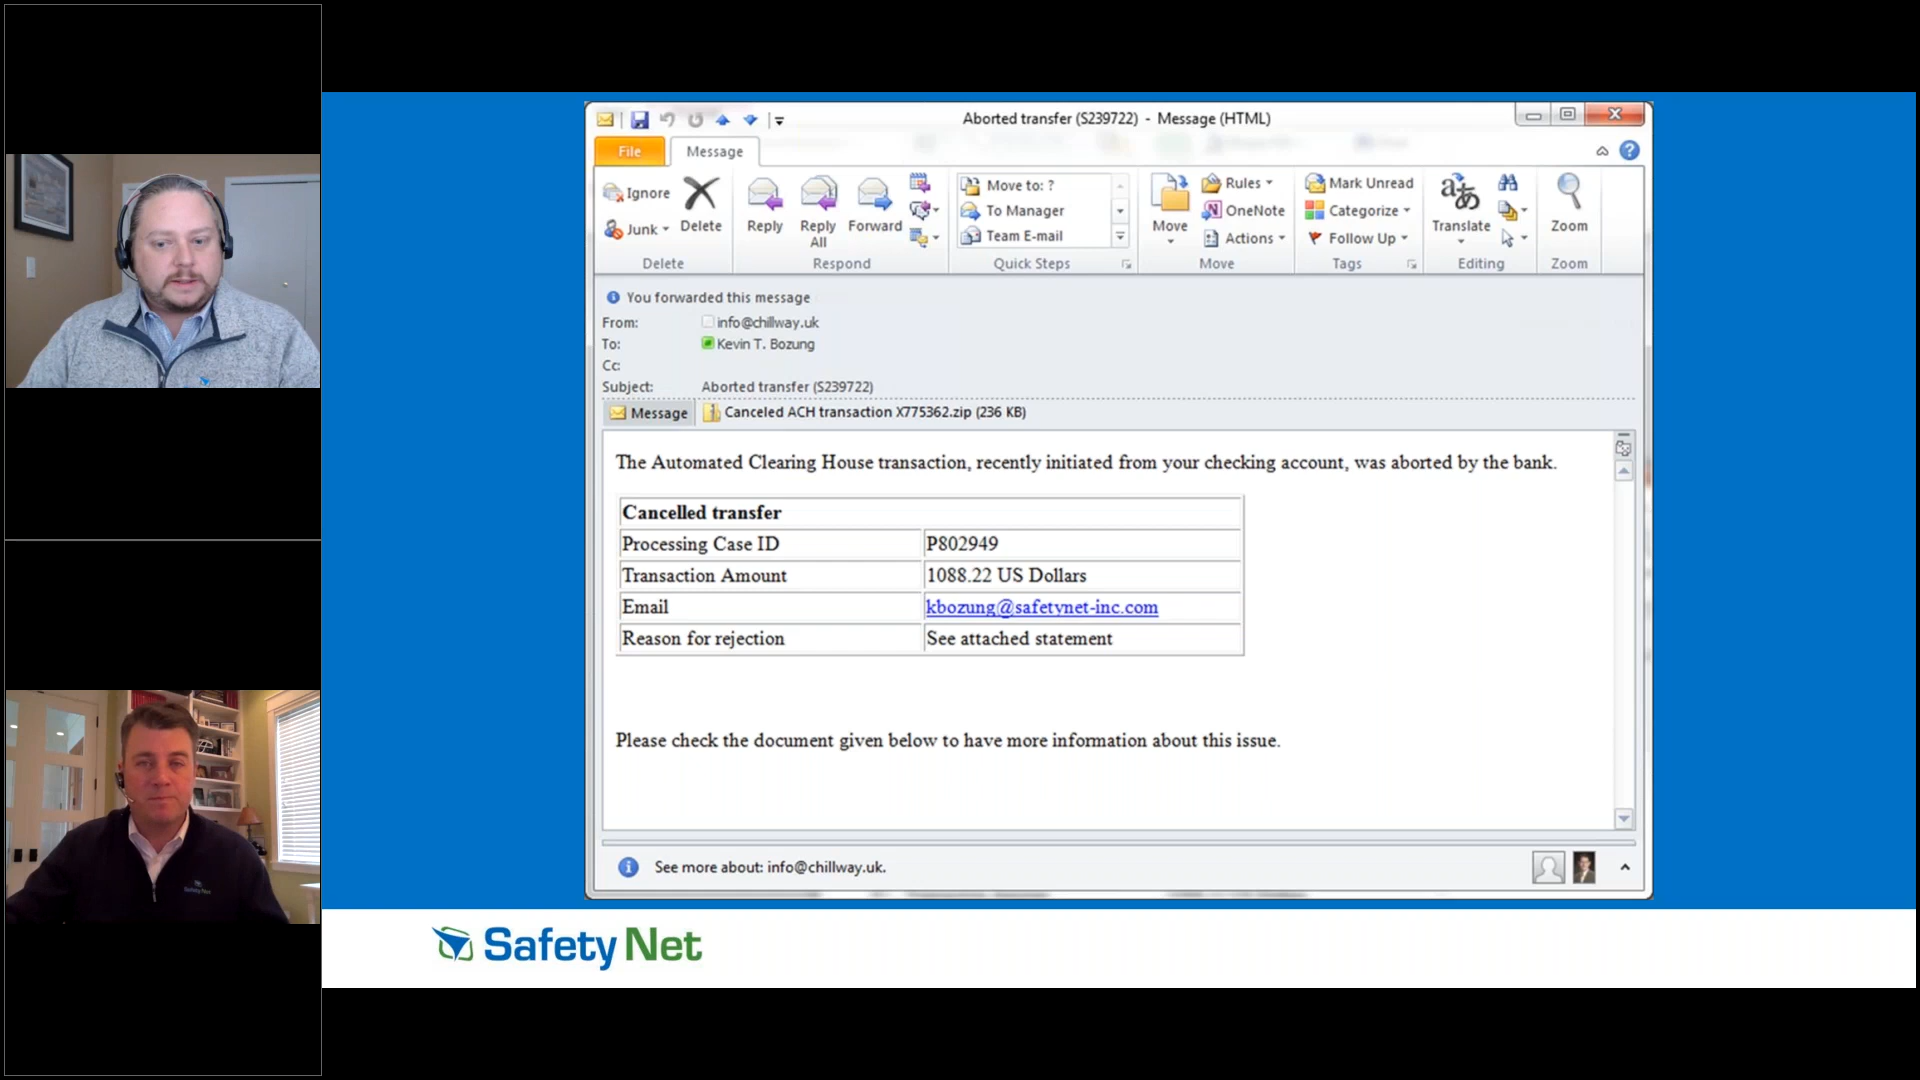 Aborted transfer (S239722) - Message (HTML)
File Message
Ignore
Junk
Delete
Reply
Reply All
Forward
Move to: ?
To Manager
Team E-mail
Move
Rules
OneNote
Actions
Mark Unread
Categorize
Follow Up
Translate
Zoom
Delete Respond Quick Steps Move Tags Editing Zoom
You forwarded this message
From: info@chillway.uk
To: Kevin T. Bozung
Cc:
Subject: Aborted transfer (S239722)
Message Canceled ACH transaction X775362.zip (236 KB)
The Automated Clearing House transaction, recently initiated from your checking account, was aborted by the bank.
Cancelled transfer
Processing Case ID P802949
Transaction Amount 1088.22 US Dollars
Email kbozung@safetynet-inc.com
Reason for rejection See attached statement
Please check the document given below to have more information about this issue.
See more about: info@chillway.uk.
Safety Net
Safety Net